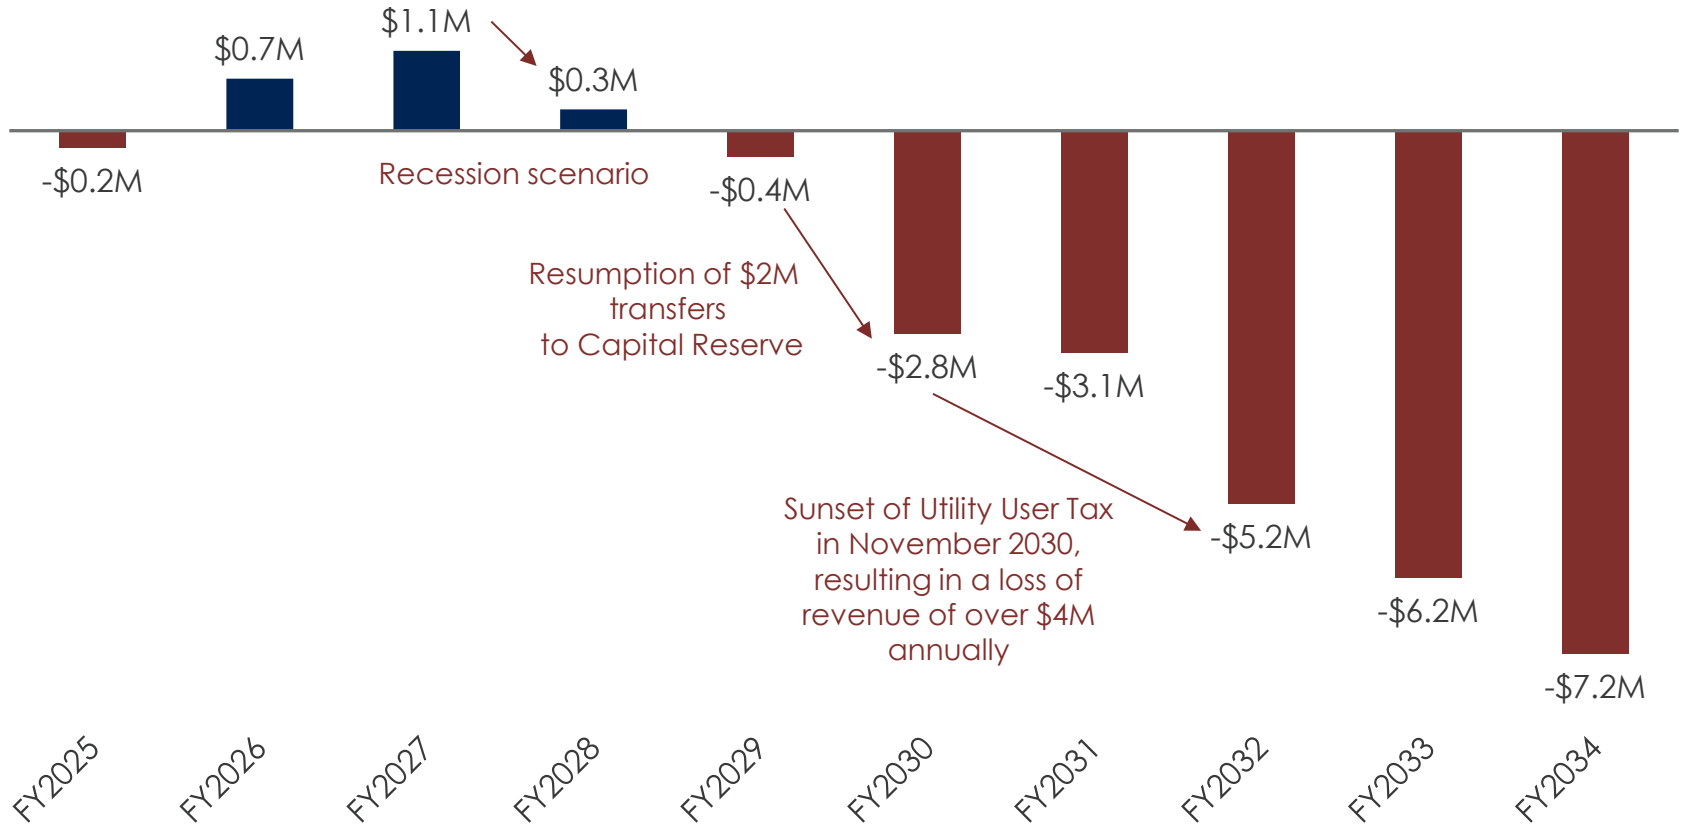 $1.1M
$0.7M
$0.3M
-$0.2M
Recession scenario
-$0.4M
Resumption of $2M
transfers
to Capital Reserve
-$2.8M
-$3.1M
Sunset of Utility User Tax
in November 2030,
resulting in a loss of
revenue of over $4M
annually
-$5.2M
-$6.2M
-$7.2M
FY2025
FY2026
FY2027
FY2028
FY2029
FY2030
FY2031
FY2032
FY2033
FY2034